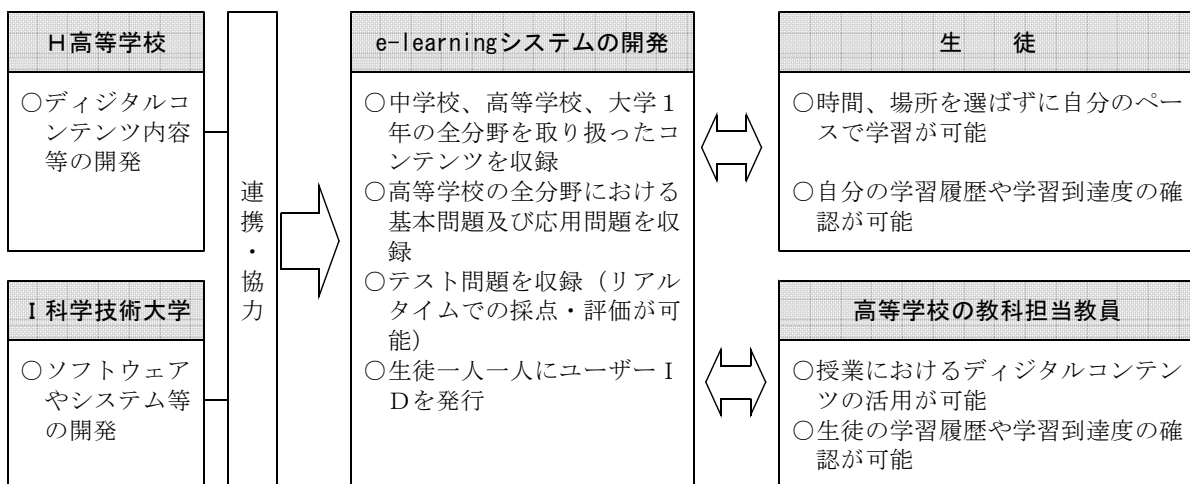 H高等学校
○ディジタルコ
ンテンツ内容
等の開発
I科学技術大学
○ソフトウェア
やシステム等
の開発
連携・協力
e-learningシステムの開発
○中学校、高等学校、大学1
年の全分野を取り扱ったコ
ンテンツを収録
○高等学校の全分野における
基本問題及び応用問題を収
録
○テスト問題を収録（リアル
タイムでの採点・評価が可
能）
○生徒一人一人にユーザーI
Dを発行
生　徒
○時間、場所を選ばずに自分のペー
スで学習が可能
○自分の学習履歴や学習到達度の確
認が可能
高等学校の教科担当教員
○授業におけるディジタルコンテン
ツの活用が可能
○生徒の学習履歴や学習到達度の確
認が可能